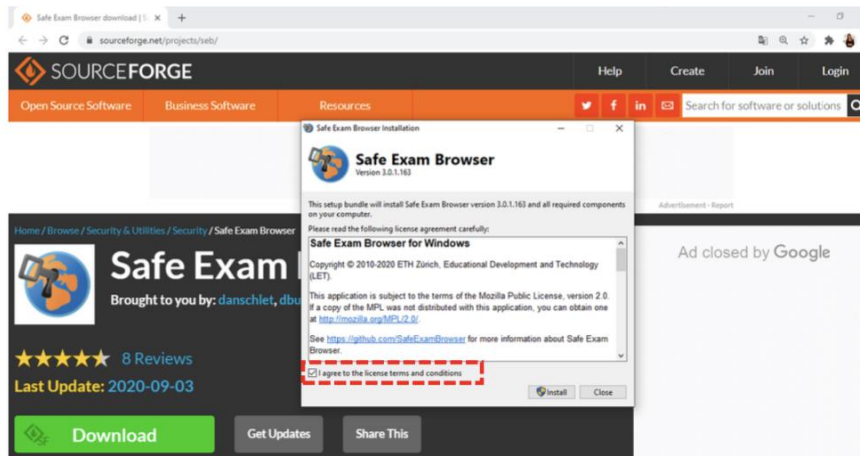 Safe Exam Browser download | S
sourceforge.net/projects/seb/
SOURCEFORGE
Help
Create
Join
Login
Open Source Software
Business Software
Resources
Search for software or solutions
Safe Exam Browser Installation
Safe Exam Browser
Version 3.0.1.163
This setup bundle will install Safe Exam Browser version 3.0.1.163 and all required components
on your computer.
Please read the following license agreement carefully:
Safe Exam Browser for Windows
Copyright © 2010-2020 ETH Zürich, Educational Development and Technology
(LET).
This application is subject to the terms of the Mozilla Public License, version 2.0.
If a copy of the MPL was not distributed with this application, you can obtain one
at http://mozilla.org/MPL/2.0/.
See https://github.com/SafeExamBrowser for more information about Safe Exam
Browser.
I agree to the license terms and conditions
Install
Close
Advertisement - Report
Ad closed by Google
Home / Browse / Security & Utilities / Security / Safe Exam Browser
Safe Exam
Brought to you by: danschlet, dbu
8 Reviews
Last Update: 2020-09-03
SF
Download
Get Updates
Share This